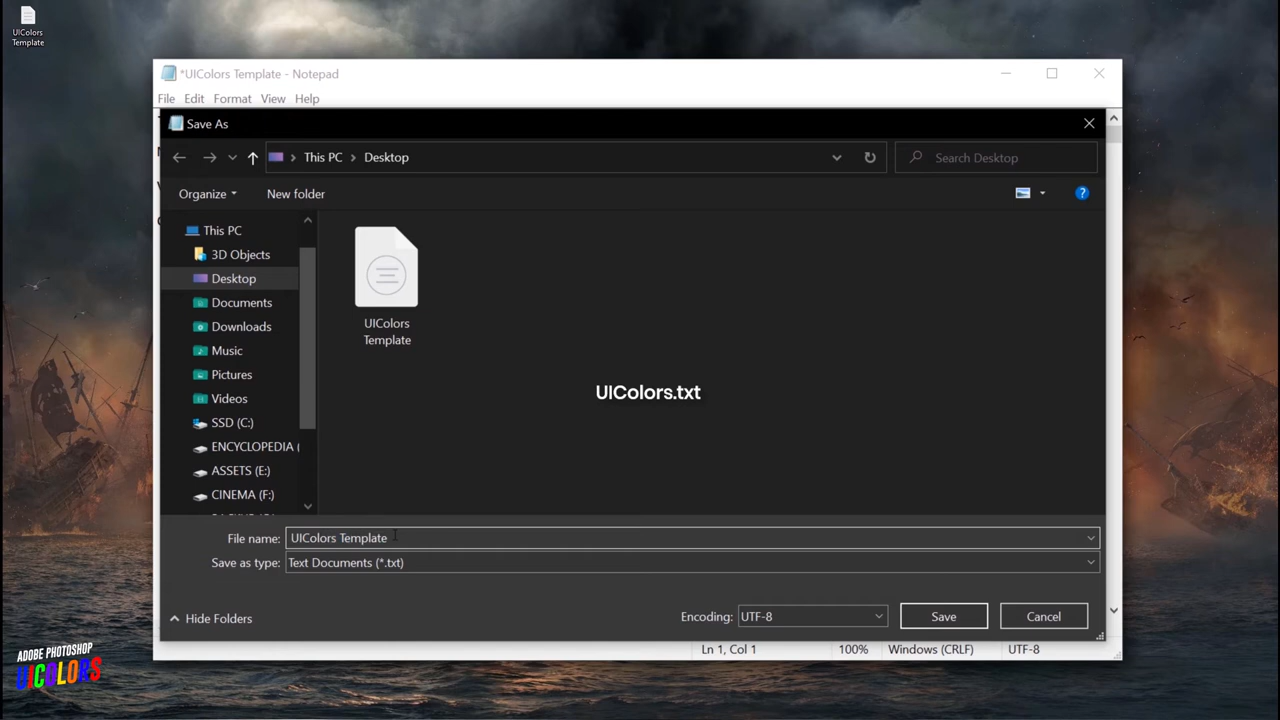 UIColors
Template
*UIColors Template - Notepad
File Edit Format View Help
Save As
This PC > Desktop
Search Desktop
Organize
New folder
This PC
3D Objects
Desktop
Documents
Downloads
Music
Pictures
Videos
SSD (C:)
ENCYCLOPEDIA (
ASSETS (E:)
CINEMA (F:)
UIColors
Template
UIColors.txt
File name: UIColors Template
Save as type: Text Documents (*.txt)
Hide Folders
Encoding: UTF-8
Save
Cancel
Ln 1, Col 1 100% Windows (CRLF) UTF-8
ADOBE PHOTOSHOP
UICOLORS